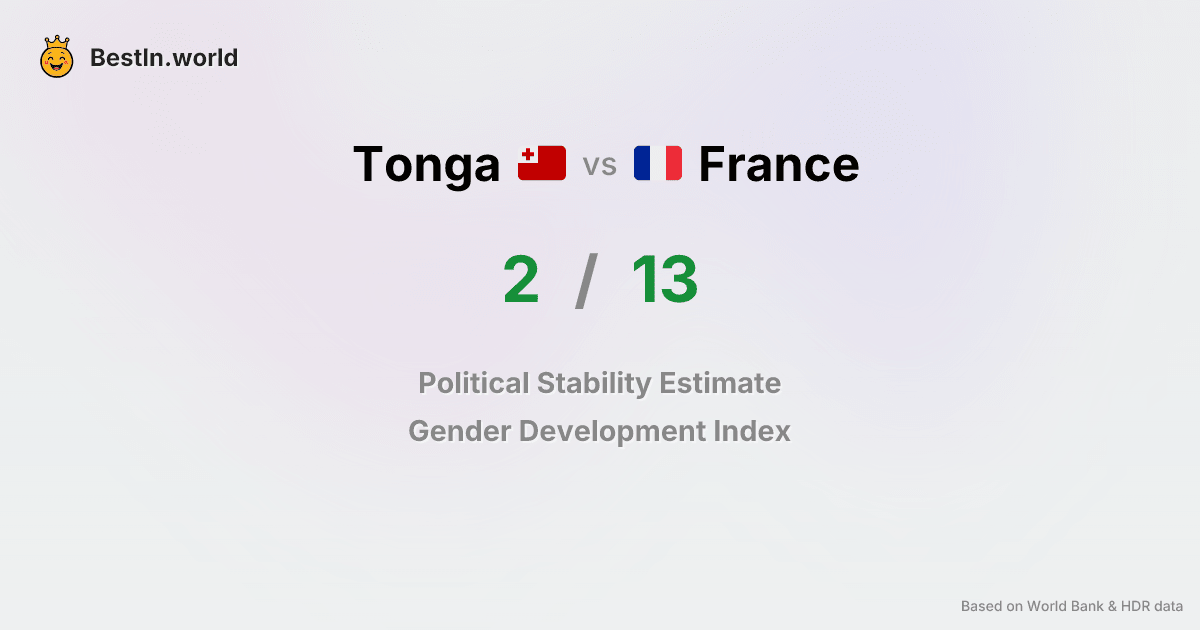 BestIn.world
Tonga vs France
2 / 13
Political Stability Estimate
Gender Development Index
Based on World Bank & HDR data